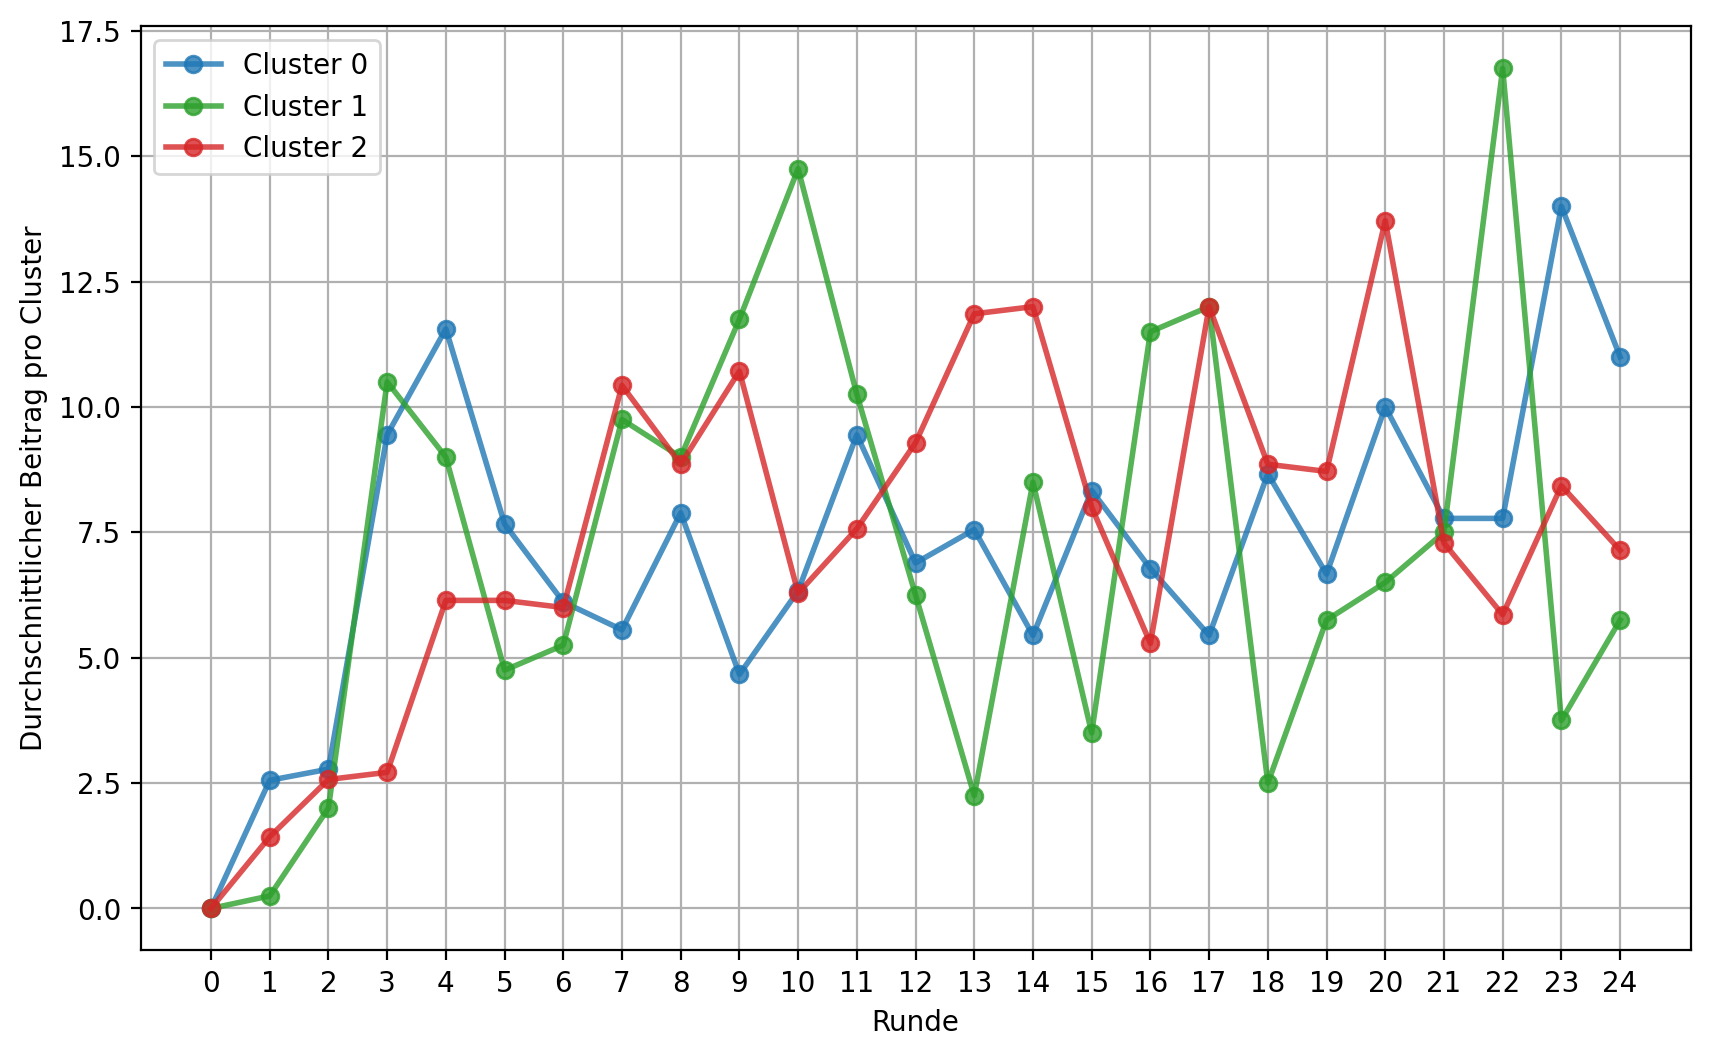 17.5
15.0
12.5
10.0
7.5
5.0
2.5
0.0
Durchschnittlicher Beitrag pro Cluster
Cluster 0
Cluster 1
Cluster 2
0 1 2 3 4 5 6 7 8 9 10 11 12 13 14 15 16 17 18 19 20 21 22 23 24
Runde